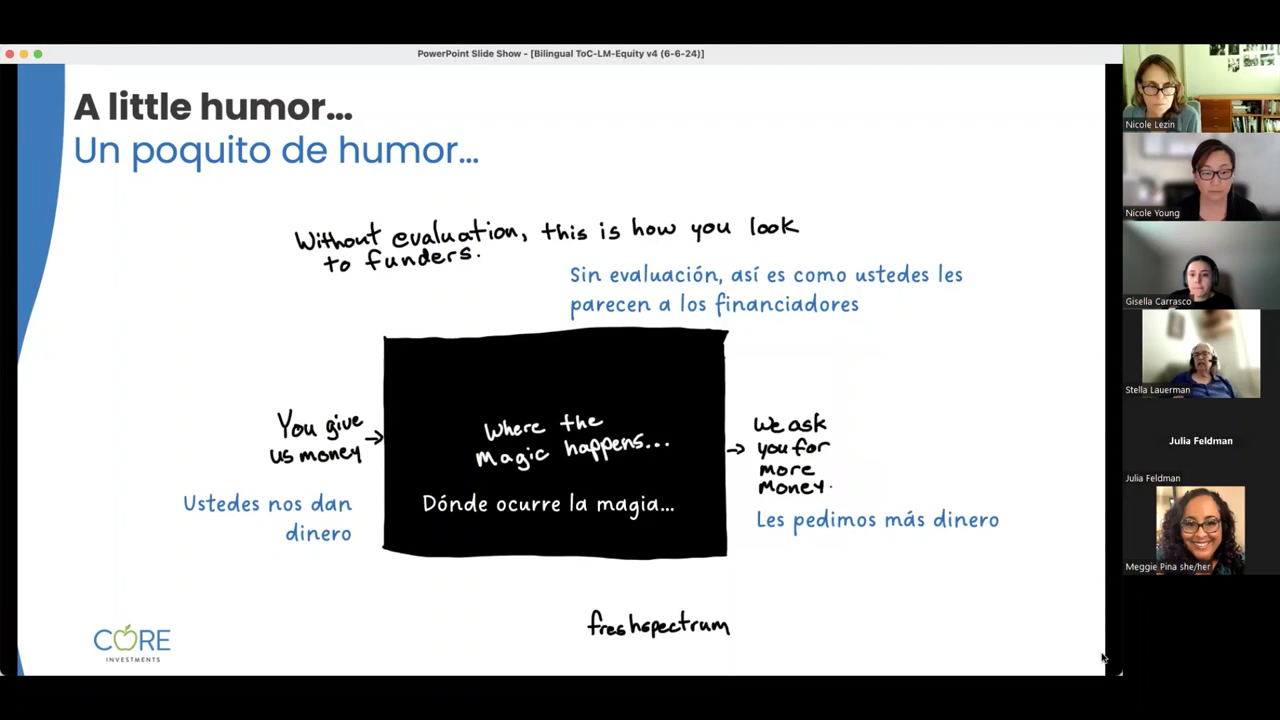 PowerPoint Slide Show - [Bilingual ToC-LM-Equity v4 (6-6-24)]
A little humor...
Un poquito de humor...
Without evaluation, this is how you look
to funders.
Sin evaluación, así es como ustedes les
parecen a los financiadores
You give
us money
Ustedes nos dan
dinero
Where the
magic happens...
Dónde ocurre la magia...
We ask
you for
more
money.
Les pedimos más dinero
freshspectrum
CORE
INVESTMENTS
Nicole Lezin
Nicole Young
Gisella Carrasco
Stella Lauerman
Julia Feldman
Julia Feldman
Meggie Pina she/her